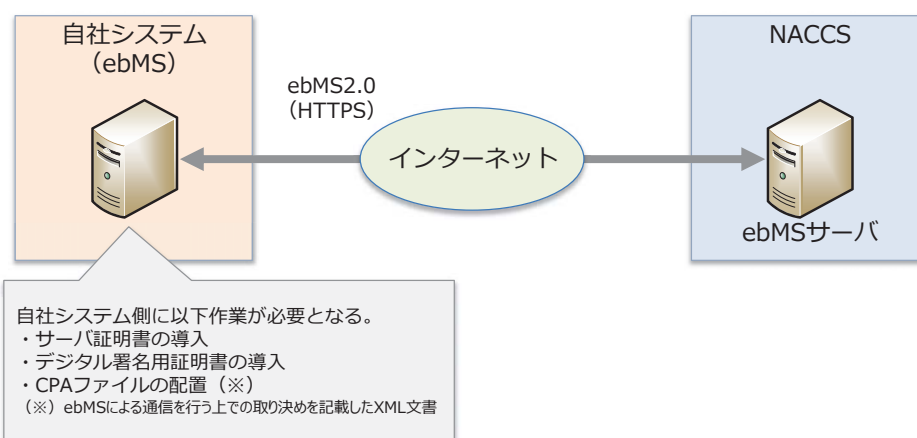 自社システム
（ebMS）
NACCS
ebMS2.0
（HTTPS）
インターネット
ebMSサーバ
自社システム側に以下作業が必要となる。
・サーバ証明書の導入
・デジタル署名用証明書の導入
・CPAファイルの配置（※）
（※）ebMSによる通信を行う上での取り決めを記載したXML文書